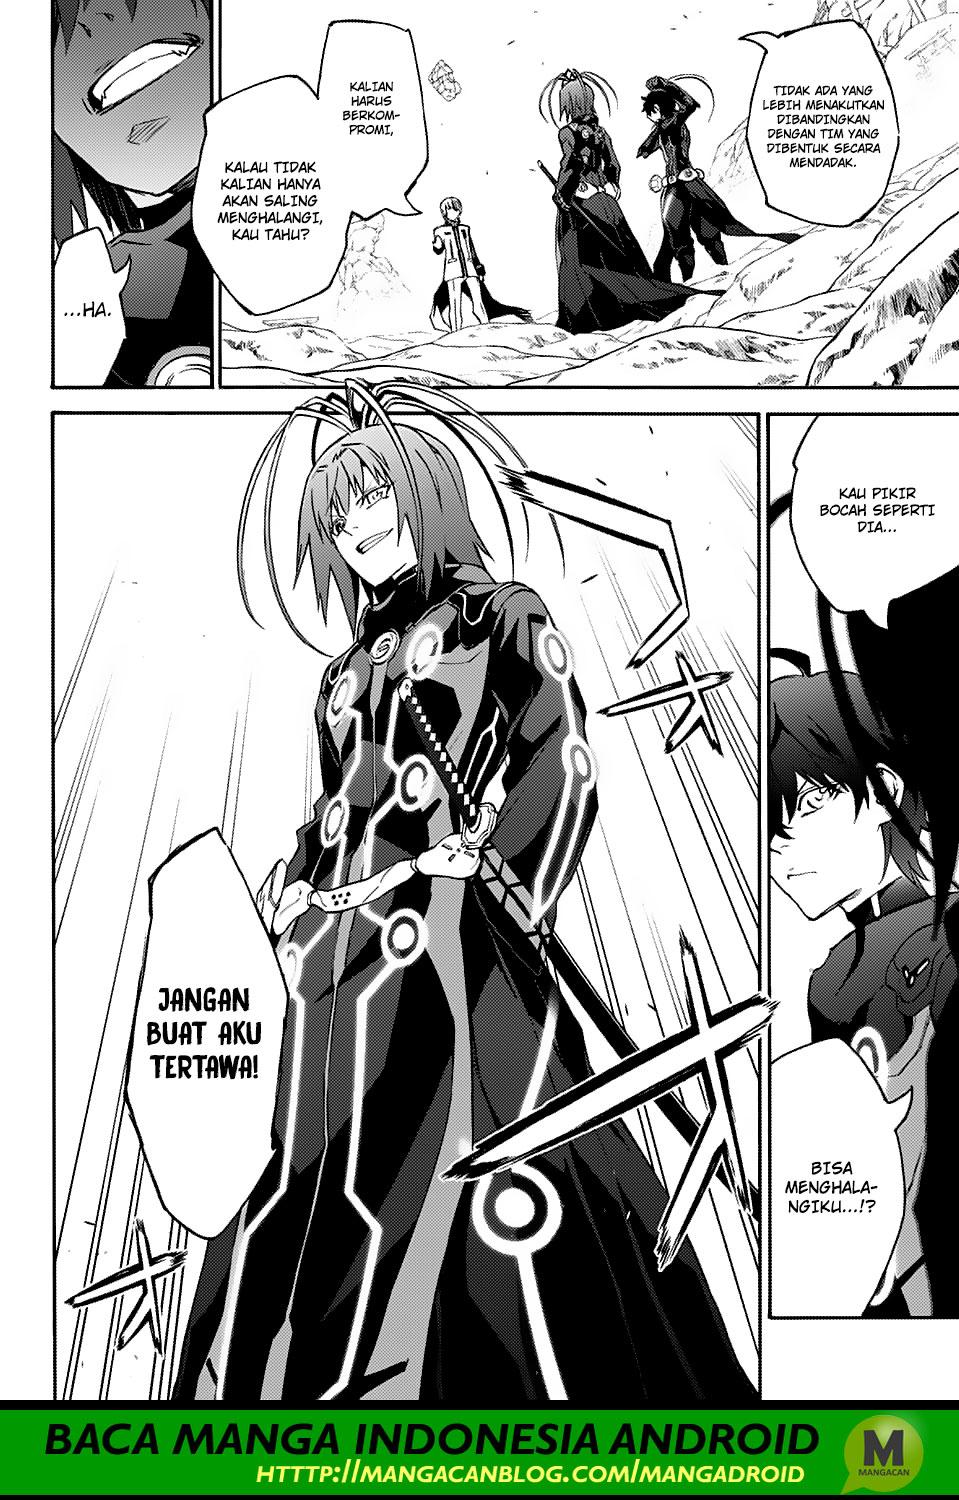 TIDAK ADA YANG
LEBIH MENAKUTKAN
DIBANDINGKAN
DENGAN TIM YANG
DIBENTUK SECARA
MENDADAK.
KALIAN
HARUS
BERKOM-
PROMI,
KALAU TIDAK
KALIAN HANYA
AKAN SALING
MENGHALANGI,
KAU TAHU?
...HA.
KAU PIKIR
BOCAH SEPERTI
DIA...
BISA
MENGHALA-
NGIKU...!?
JANGAN
BUAT AKU
TERTAWA!
BACA MANGA INDONESIA ANDROID
HTTTP://MANGACANBLOG.COM/MANGADROID
M
MANGACAN